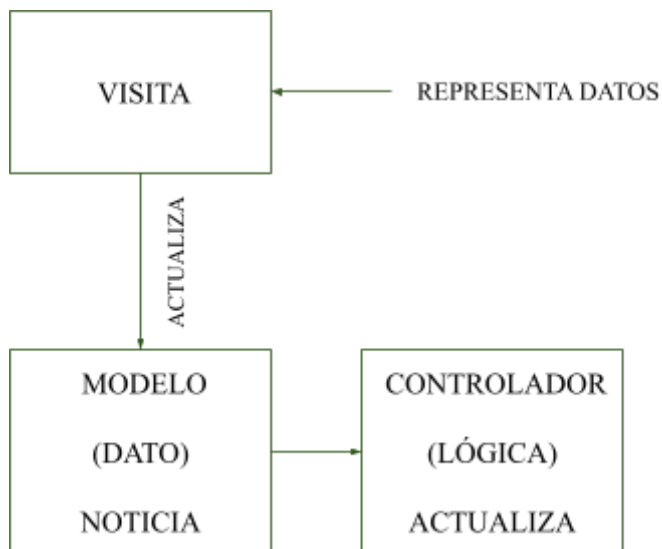 VISITA
REPRESENTA DATOS
ACTUALIZA
MODELO
(DATO)
NOTICIA
CONTROLADOR
(LÓGICA)
ACTUALIZA